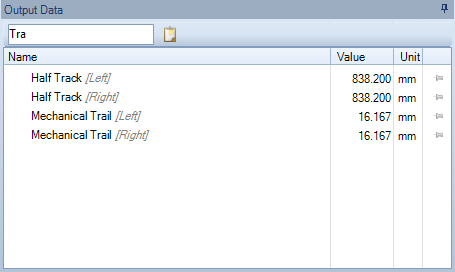 Output Data
Tra
Name Value Unit
Half Track [Left] 838.200 mm
Half Track [Right] 838.200 mm
Mechanical Trail [Left] 16.167 mm
Mechanical Trail [Right] 16.167 mm